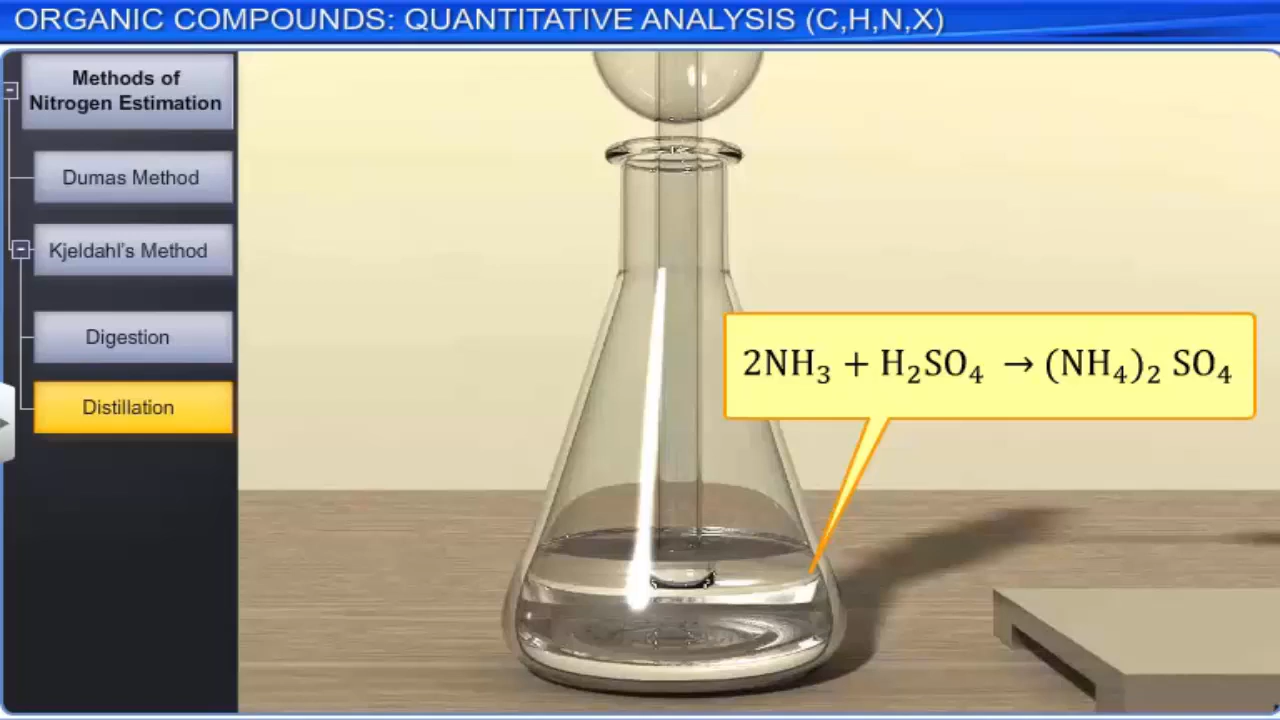 ORGANIC COMPOUNDS: QUANTITATIVE ANALYSIS (C,H,N,X)
Methods of
Nitrogen Estimation
Dumas Method
Kjeldahl's Method
Digestion
Distillation
2NH₃ + H₂SO₄ → (NH₄)₂ SO₄